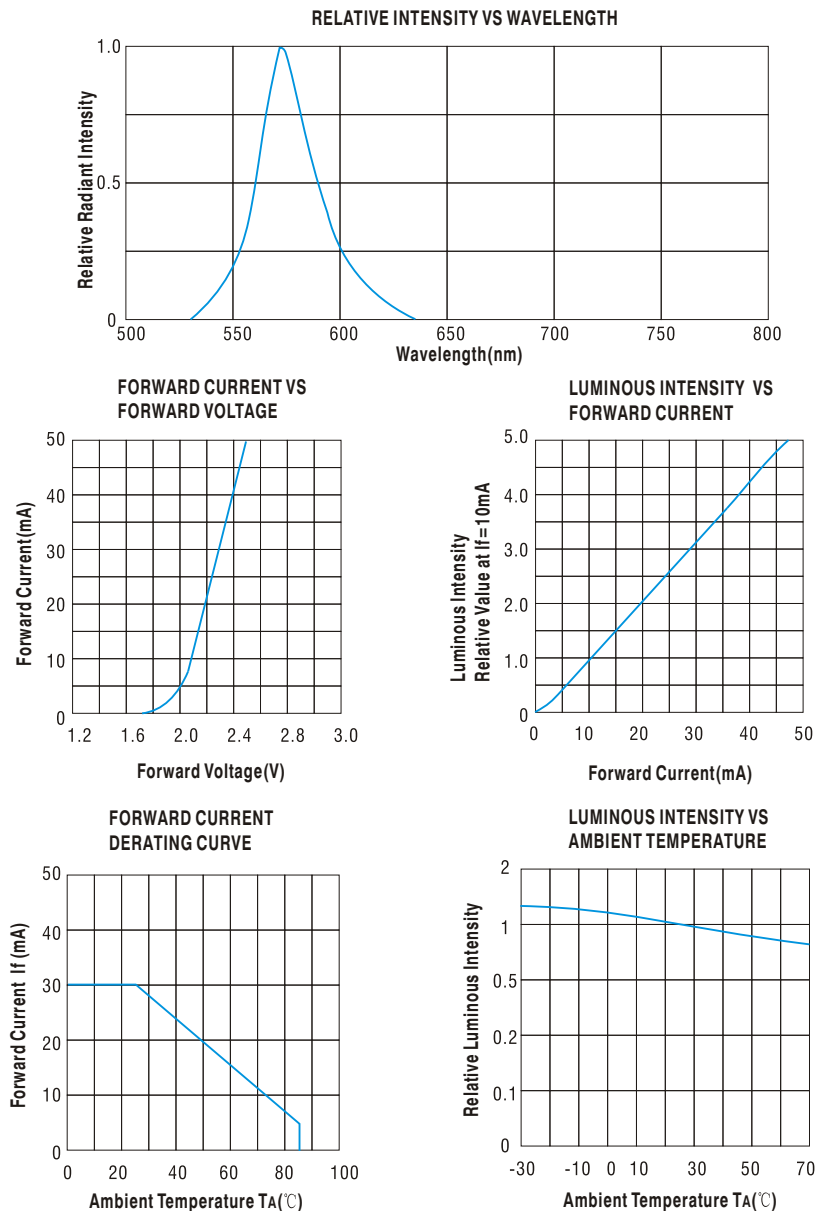 RELATIVE INTENSITY VS WAVELENGTH
Relative Radiant Intensity
1.0
0.5
0
500 550 600 650 700 750 800
Wavelength(nm)
FORWARD CURRENT VS
FORWARD VOLTAGE
Forward Current(mA)
50
40
30
20
10
0
1.2 1.6 2.0 2.4 2.8 3.0
Forward Voltage(V)
LUMINOUS INTENSITY VS
FORWARD CURRENT
Luminous Intensity
Relative Value at If=10mA
5.0
4.0
3.0
2.0
1.0
0
0 10 20 30 40 50
Forward Current(mA)
FORWARD CURRENT
DERATING CURVE
Forward Current If (mA)
50
40
30
20
10
0
0 20 40 60 80 100
Ambient Temperature TA(℃)
LUMINOUS INTENSITY VS
AMBIENT TEMPERATURE
Relative Luminous Intensity
2
1
0.5
0.2
0.1
0
-30 -10 0 10 30 50 70
Ambient Temperature TA(℃)